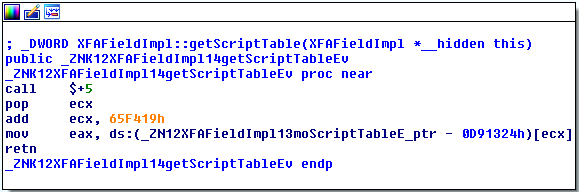 ; _DWORD XFAFieldImpl::getScriptTable(XFAFieldImpl *__hidden this)
public _ZNK12XFAFieldImpl14getScriptTableEv
_ZNK12XFAFieldImpl14getScriptTableEv proc near
call    $+5
pop     ecx
add     ecx, 65F419h
mov     eax, ds:(_ZN12XFAFieldImpl13moScriptTableE_ptr - 0D91324h)[ecx]
retn
_ZNK12XFAFieldImpl14getScriptTableEv endp